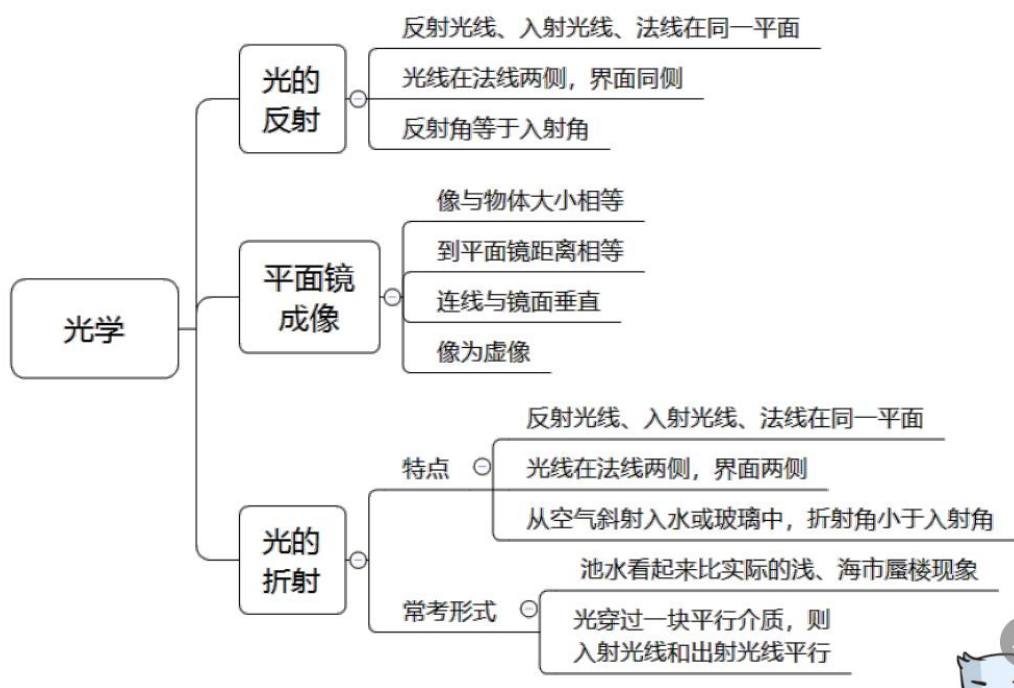 反射光线、入射光线、法线在同一平面
光的
反射
光线在法线两侧，界面同侧
反射角等于入射角
像与物体大小相等
平面镜
成像
到平面镜距离相等
连线与镜面垂直
像为虚像
光学
反射光线、入射光线、法线在同一平面
特点
光线在法线两侧，界面两侧
从空气斜射入水或玻璃中，折射角小于入射角
光的
折射
池水看起来比实际的浅、海市蜃楼现象
常考形式
光穿过一块平行介质，则
入射光线和出射光线平行